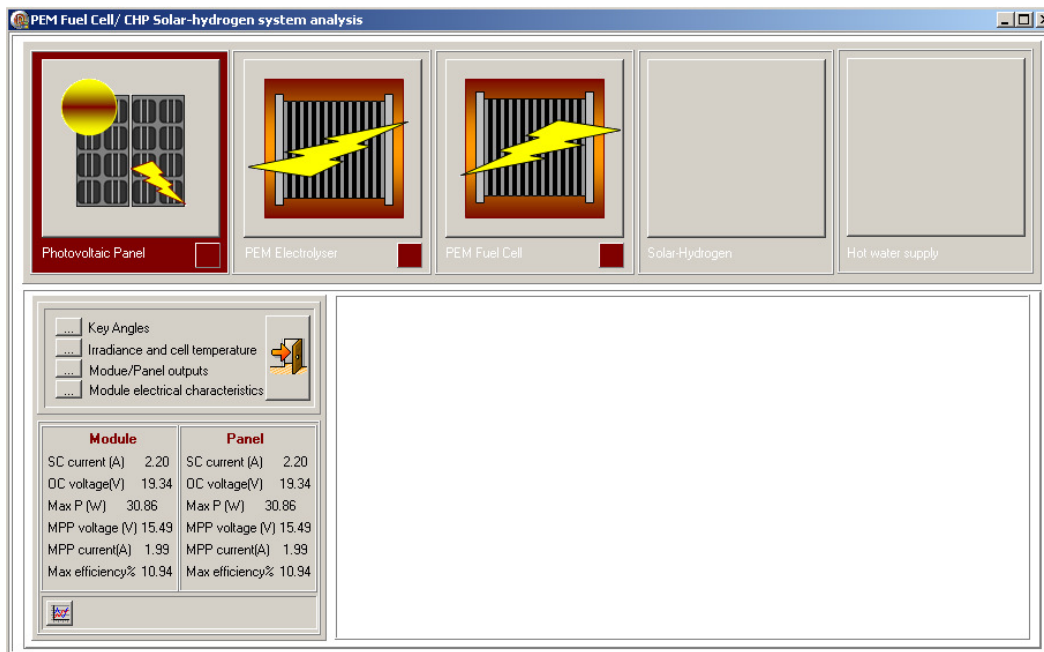 PEM Fuel Cell/ CHP Solar-hydrogen system analysis
Photovoltaic Panel
PEM Electrolyser
PEM Fuel Cell
Solar-Hydrogen
Hot water supply
... Key Angles
... Irradiance and cell temperature
... Modue/Panel outputs
... Module electrical characteristics
Module Panel
SC current (A) 2.20 SC current (A) 2.20
OC voltage(V) 19.34 OC voltage(V) 19.34
Max P (W) 30.86 Max P (W) 30.86
MPP voltage (V) 15.49 MPP voltage (V) 15.49
MPP current(A) 1.99 MPP current(A) 1.99
Max efficiency% 10.94 Max efficiency% 10.94